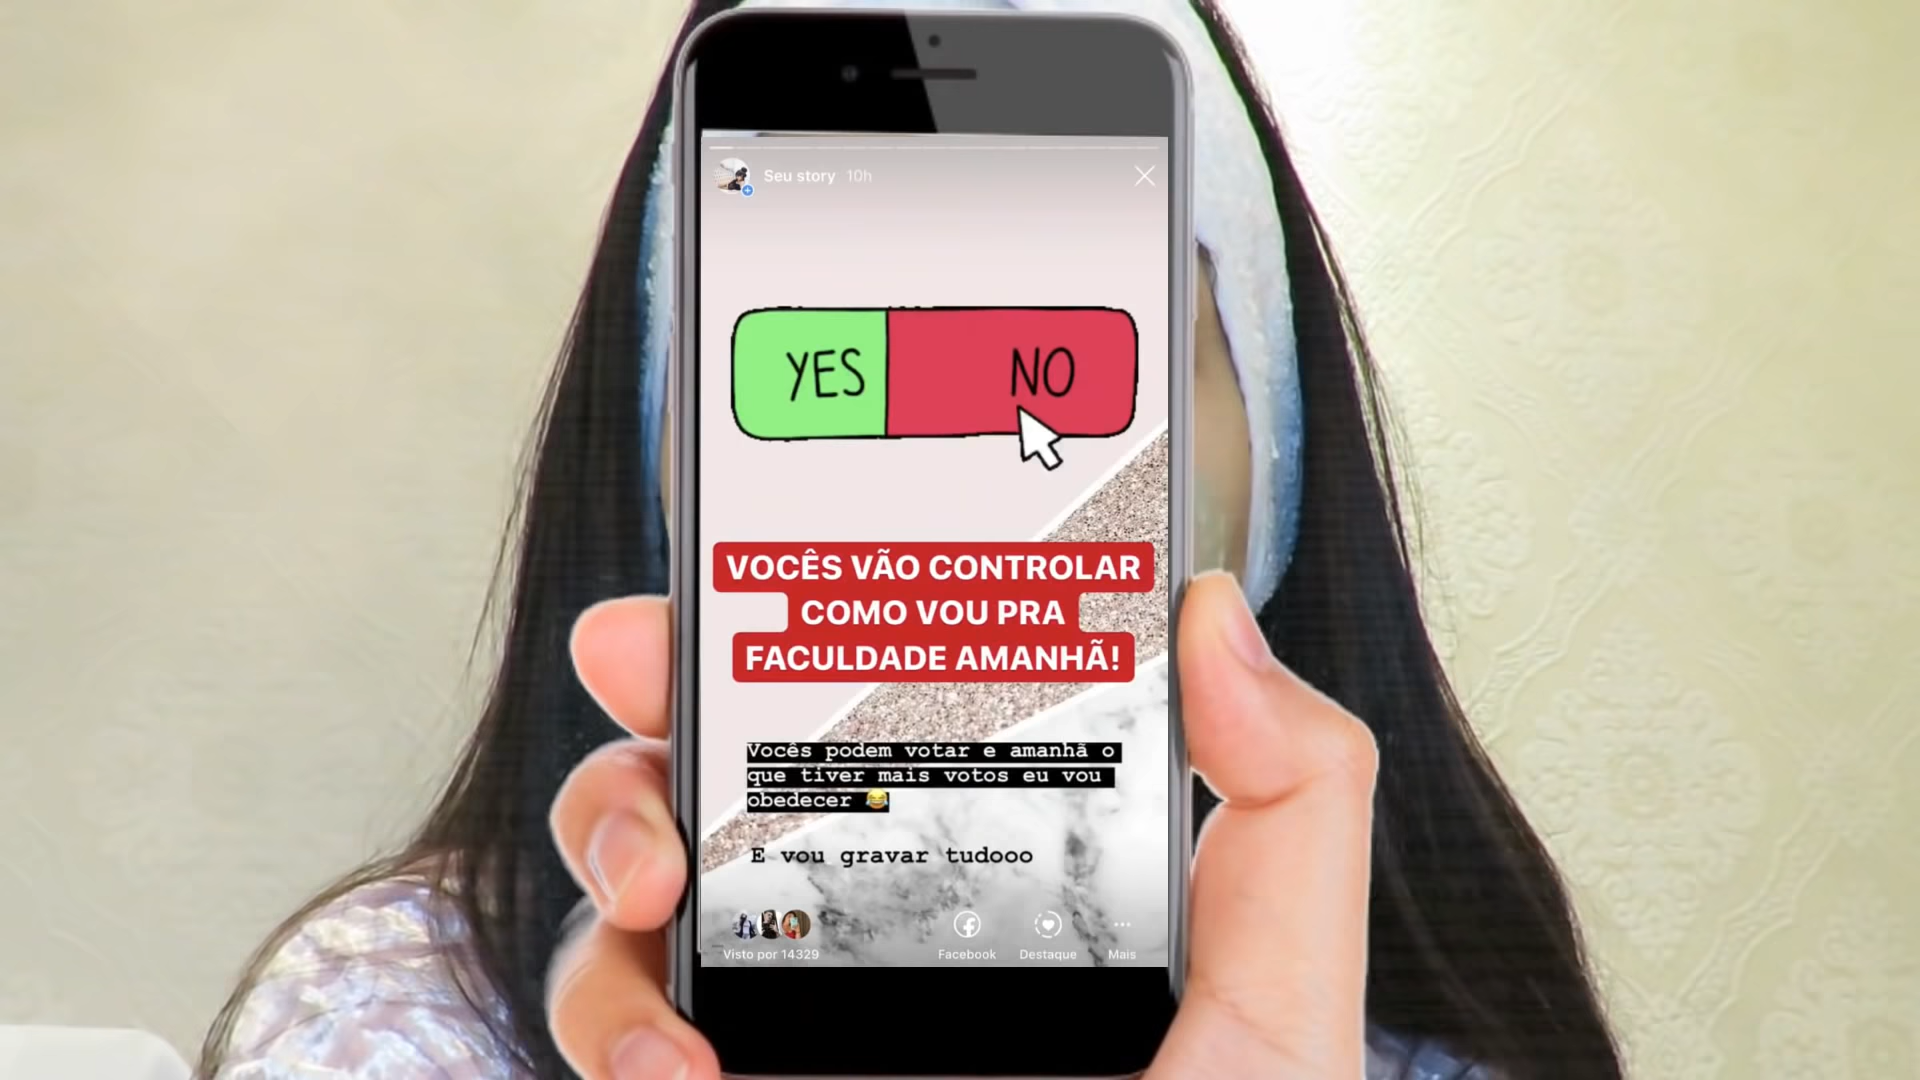 Seu story 10h
YES NO
VOCÊS VÃO CONTROLAR
COMO VOU PRA
FACULDADE AMANHÃ!
Vocês podem votar e amanhã o
que tiver mais votos eu vou
obedecer 😂
E vou gravar tudooo
Visto por 14329
Facebook
Destaque
Mais